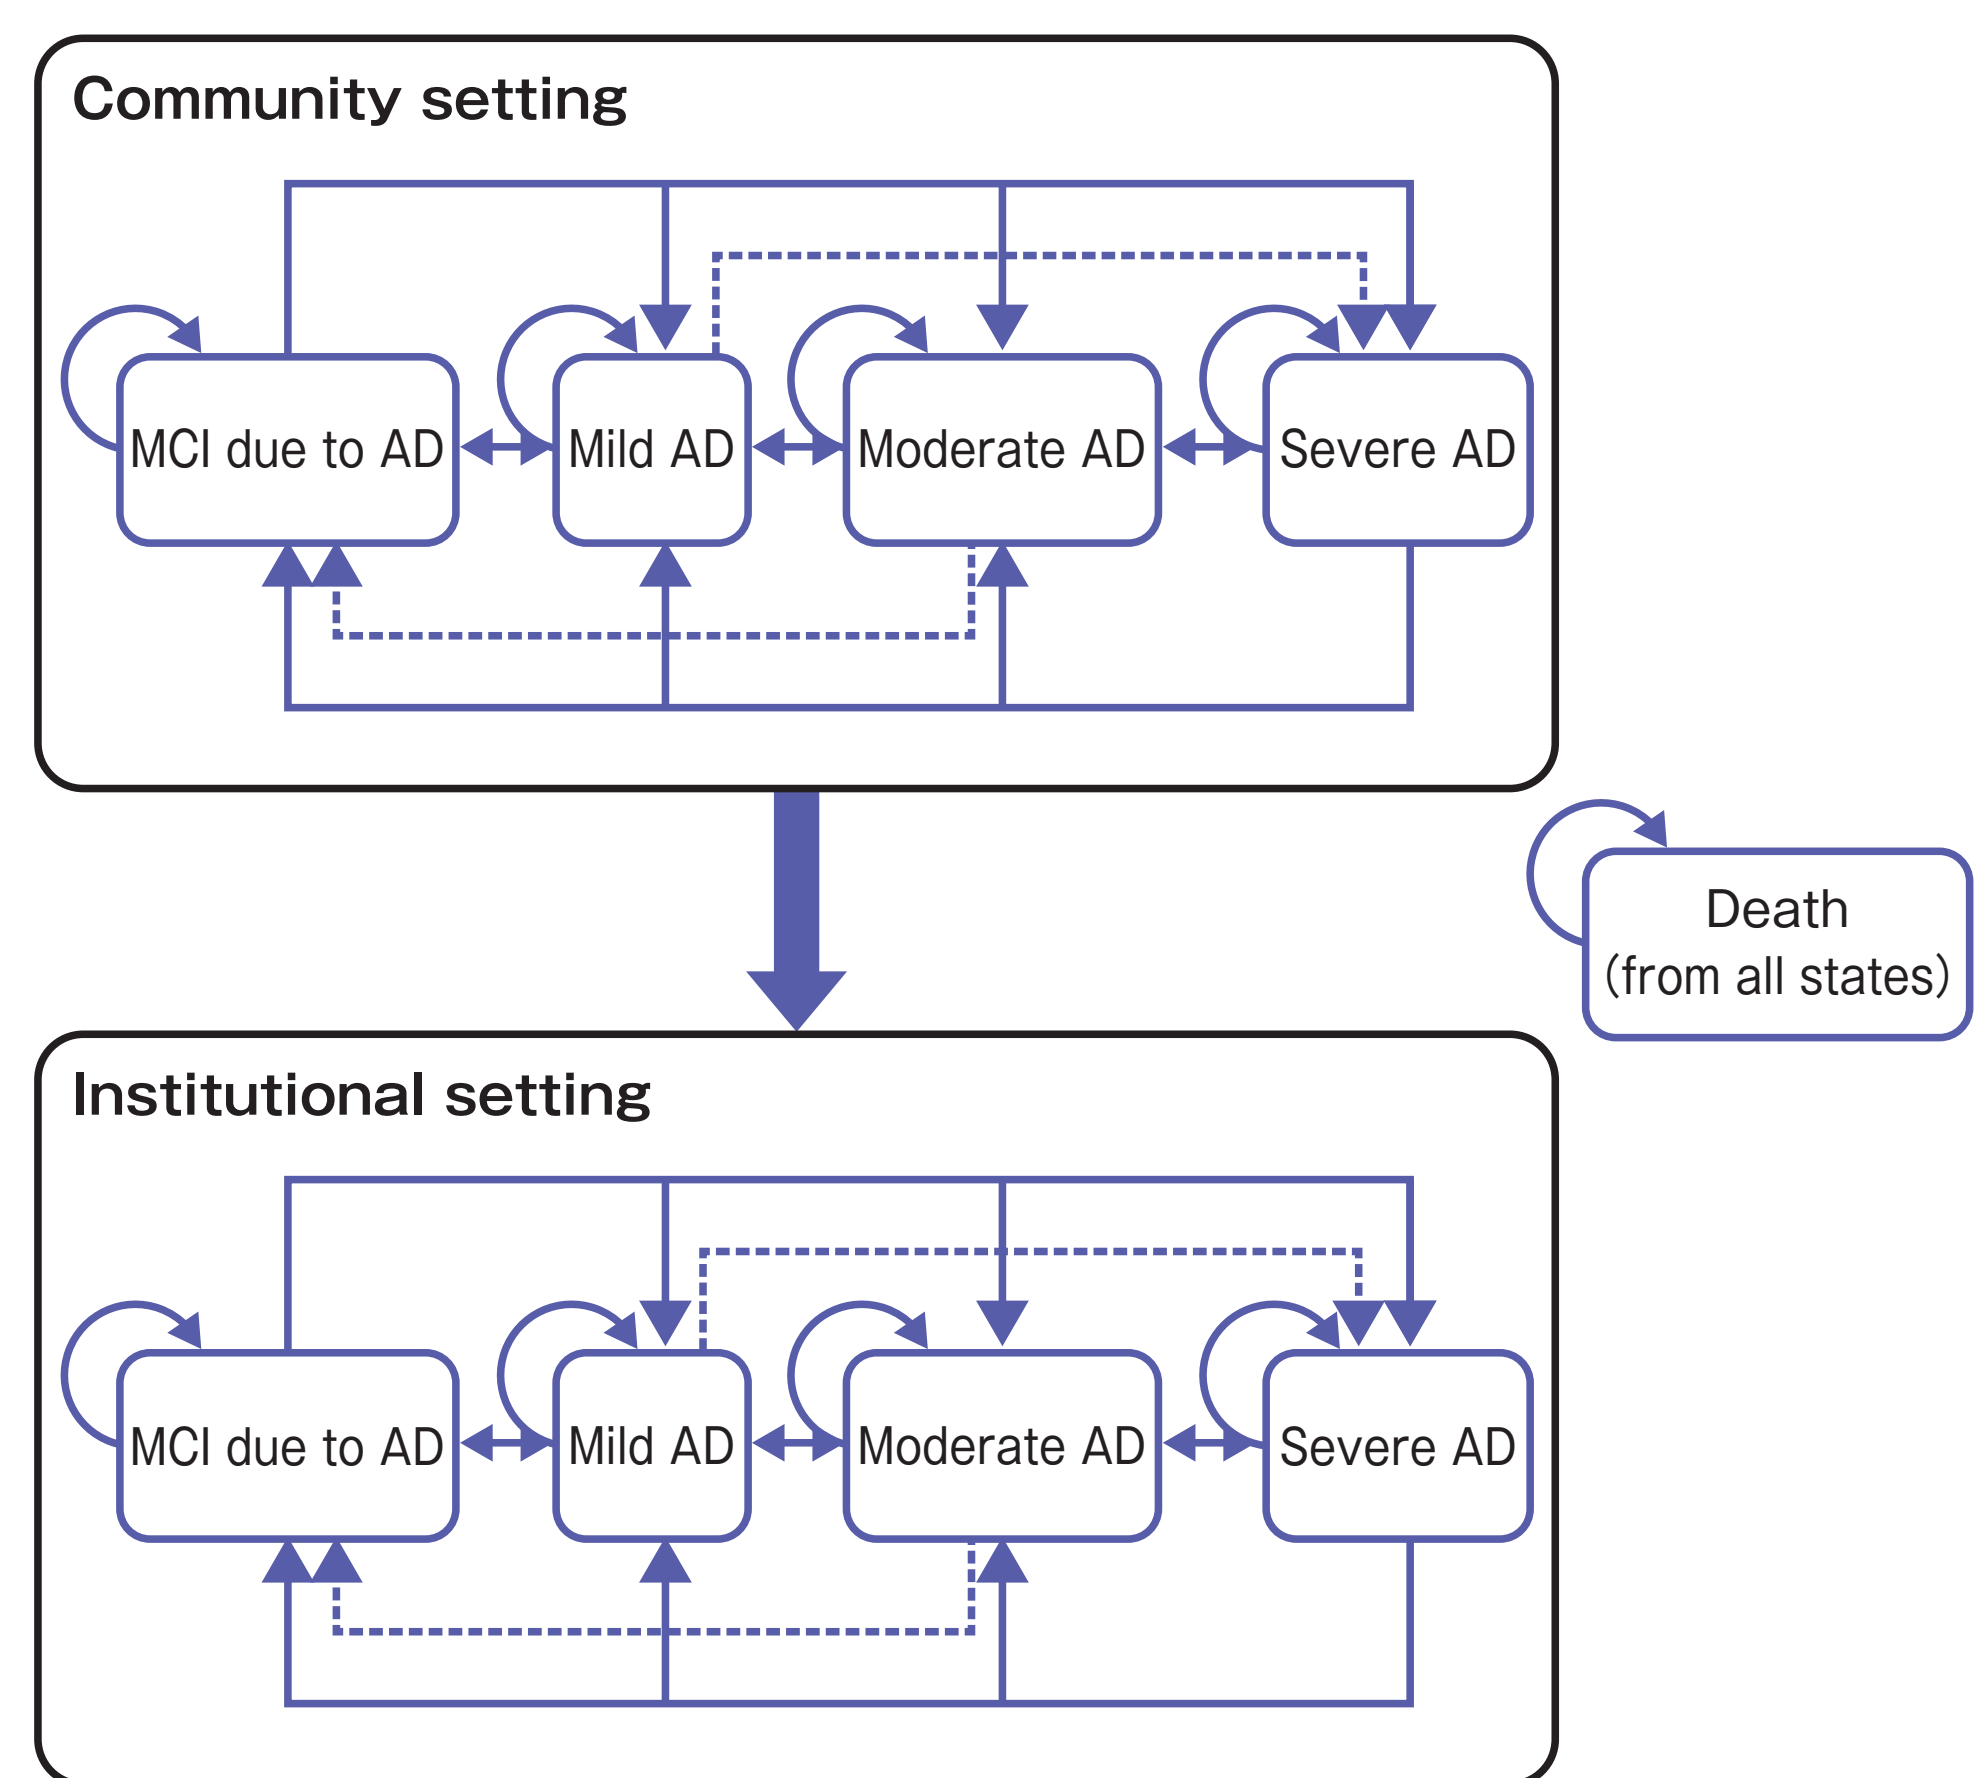 Community setting
MCI due to AD
Mild AD
Moderate AD
Severe AD
Death
(from all states)
Institutional setting
MCI due to AD
Mild AD
Moderate AD
Severe AD